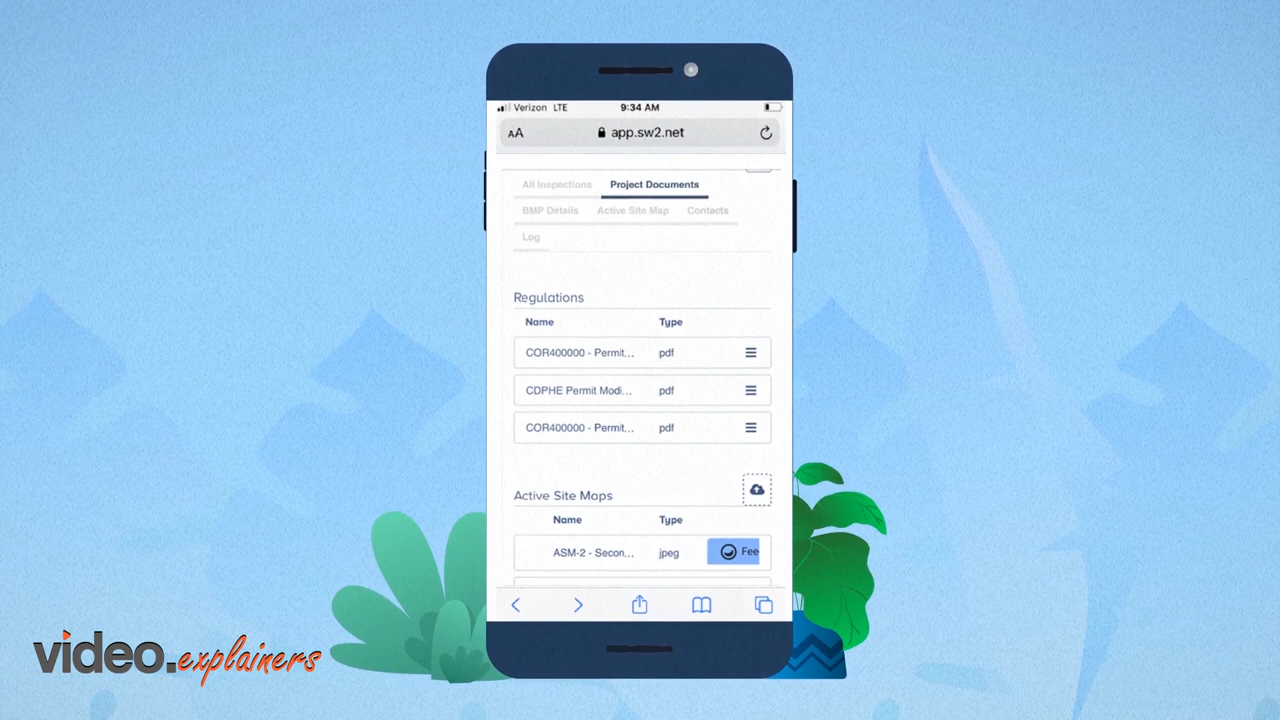 Verizon LTE 9:34 AM
AA app.sw2.net
All Inspections Project Documents
BMP Details Active Site Map Contacts
Log
Regulations
Name Type
COR400000 - Permit... pdf
CDPHE Permit Modi... pdf
COR400000 - Permit... pdf
Active Site Maps
Name Type
ASM-2 - Secon... jpeg Fee
video.explainers